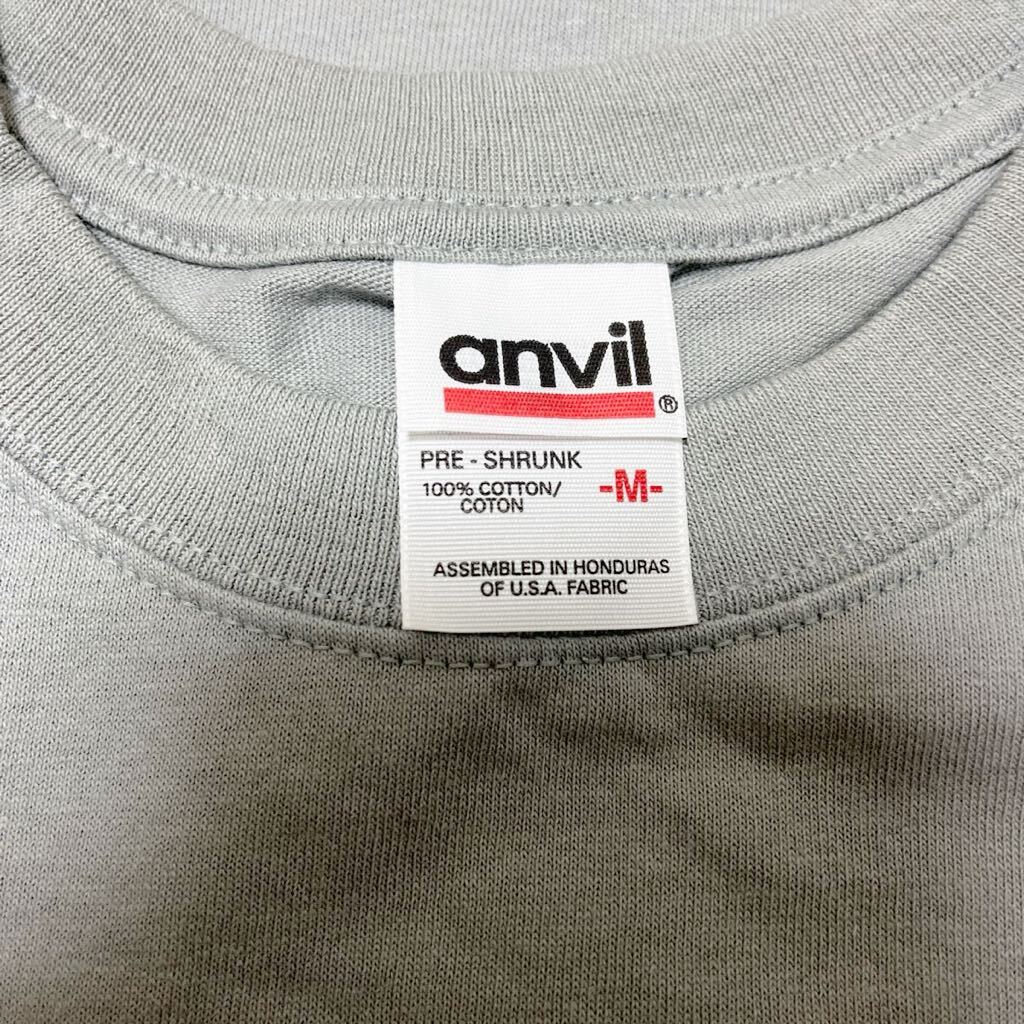 anvil®
PRE - SHRUNK
100% COTTON/
COTON
-M-
ASSEMBLED IN HONDURAS
OF U.S.A. FABRIC